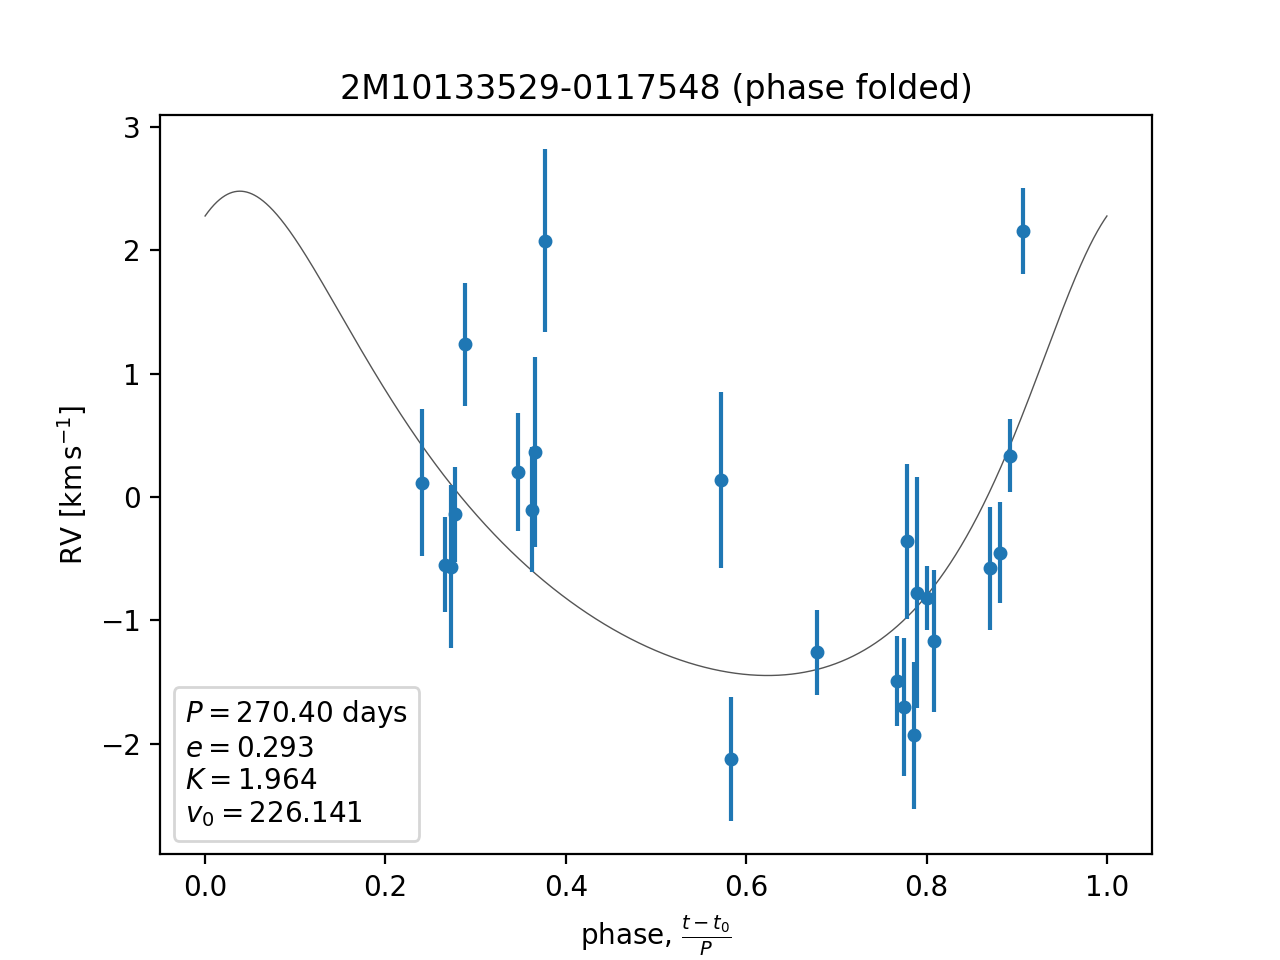 2M10133529-0117548 (phase folded)
3
2
1
0
−1
−2
RV [km s⁻¹]
P = 270.40 days
e = 0.293
K = 1.964
v₀ = 226.141
0.0 0.2 0.4 0.6 0.8 1.0
phase, (t − t₀)/P